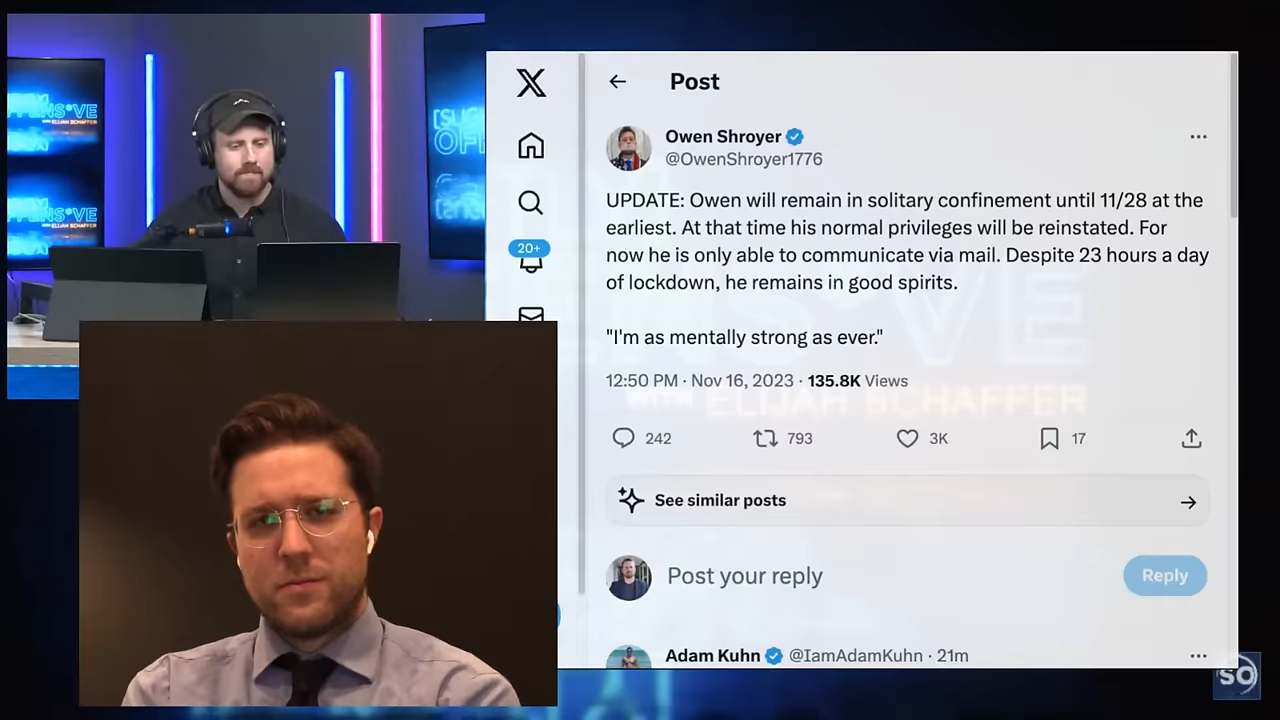 Post
Owen Shroyer
@OwenShroyer1776
UPDATE: Owen will remain in solitary confinement until 11/28 at the
earliest. At that time his normal privileges will be reinstated. For
now he is only able to communicate via mail. Despite 23 hours a day
of lockdown, he remains in good spirits.
"I'm as mentally strong as ever."
12:50 PM · Nov 16, 2023 · 135.8K Views
242 793 3K 17
See similar posts
Post your reply
Reply
Adam Kuhn @IamAdamKuhn · 21m
20+
WITH ELIJAH SCHAFFER
SO